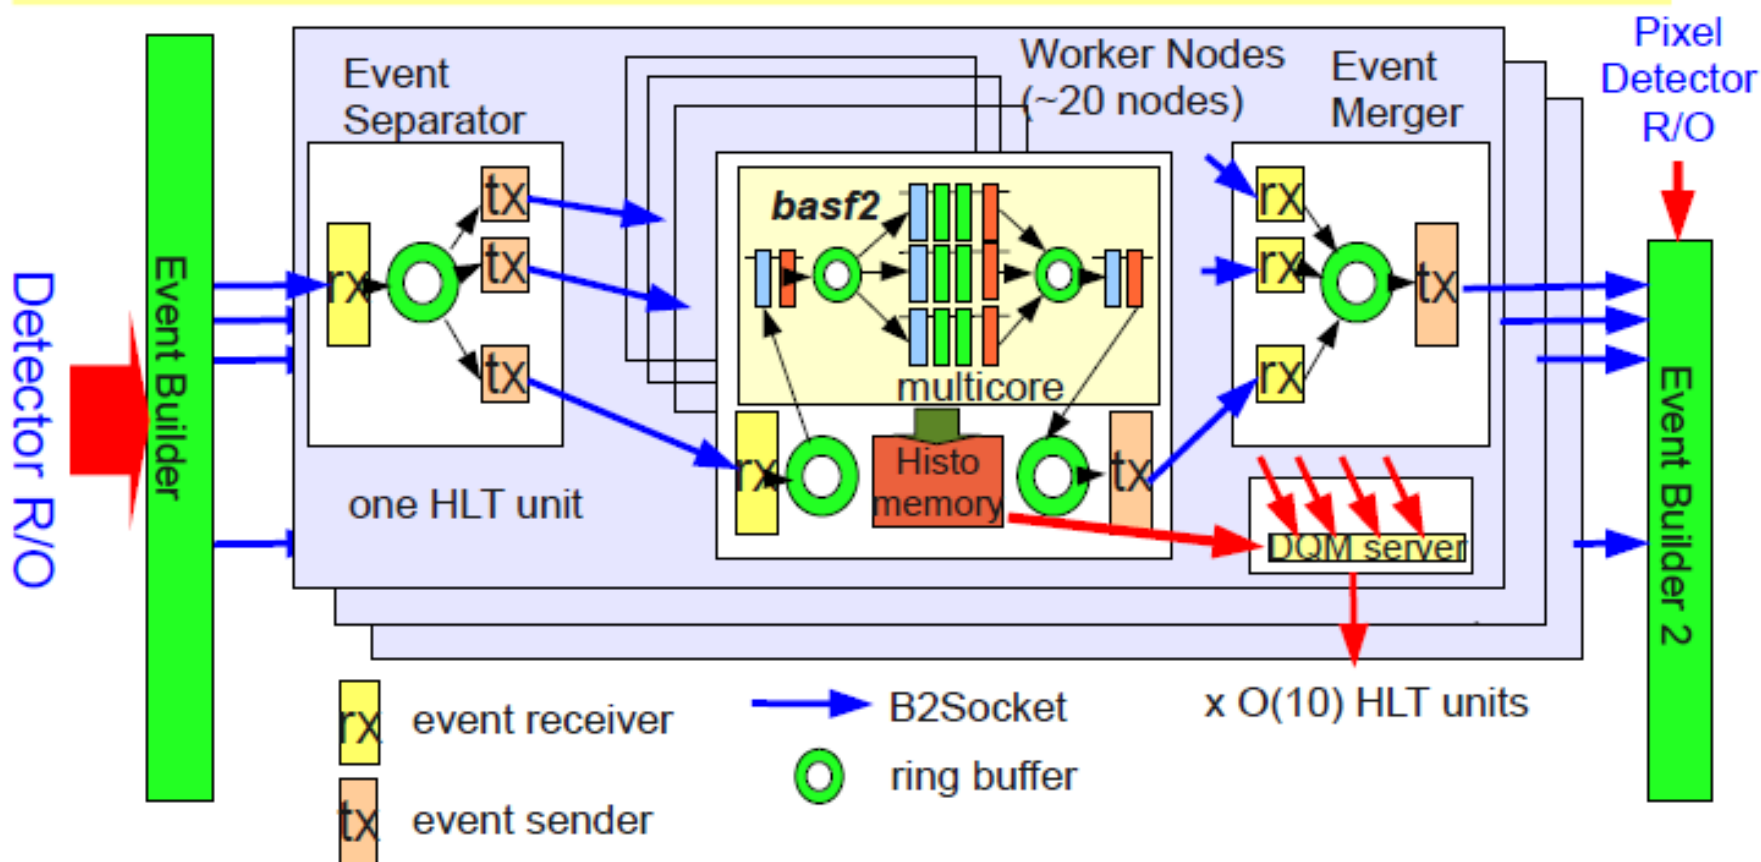 Detector R/O
Event Builder
Event
Separator
rx
tx
tx
tx
one HLT unit
Worker Nodes
(~20 nodes)
basf2
multicore
rx
Histo
memory
tx
Event
Merger
rx
rx
rx
tx
DQM server
Pixel
Detector
R/O
Event Builder 2
rx event receiver
tx event sender
B2Socket
ring buffer
x O(10) HLT units